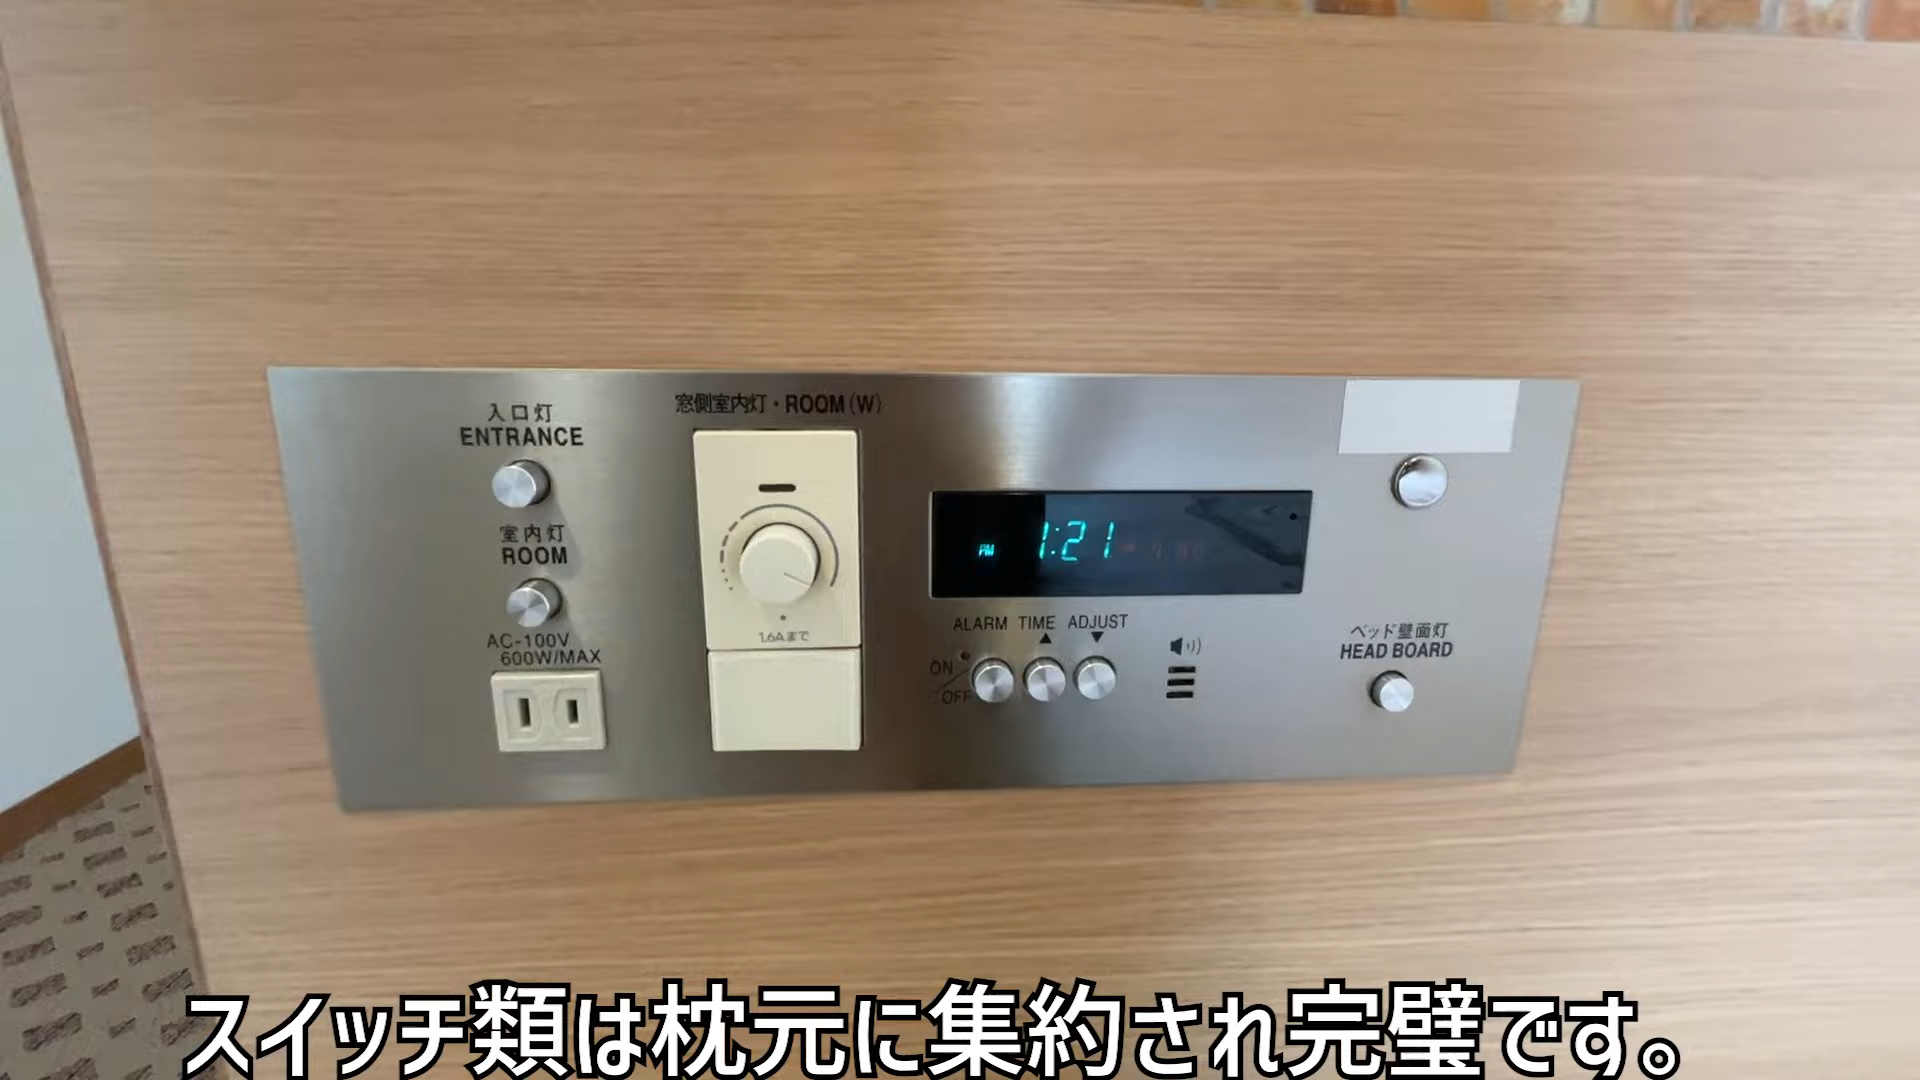 入口灯
ENTRANCE
室内灯
ROOM
AC-100V
600W/MAX
窓側室内灯・ROOM(W)
1.6Aまで
PM 1:21
ALARM TIME ADJUST
ON
OFF
ベッド壁面灯
HEAD BOARD
スイッチ類は枕元に集約され完璧です。